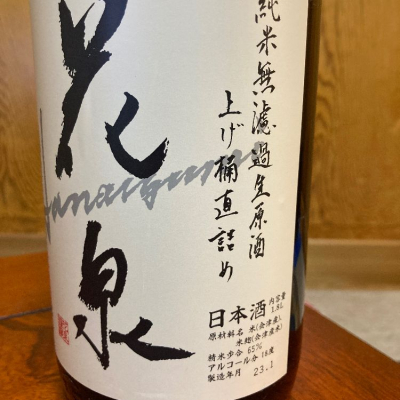 純米無濾過生原酒
上げ桶直詰め
花泉
Hanaizumi
日本酒
内容量
1.8L
原材料名 米(会津産)
米麹(会津産米)
精米歩合 65%
アルコール分 16度
製造年月 23.1